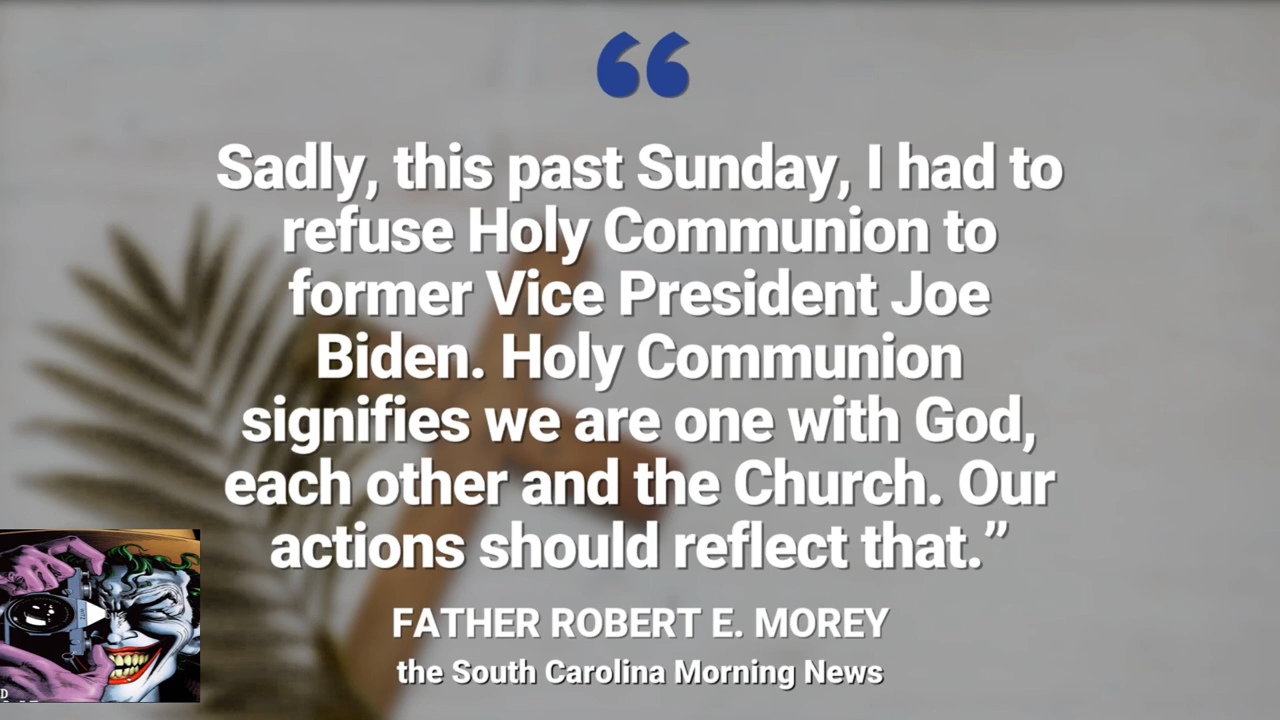 “
Sadly, this past Sunday, I had to
refuse Holy Communion to
former Vice President Joe
Biden. Holy Communion
signifies we are one with God,
each other and the Church. Our
actions should reflect that.”
FATHER ROBERT E. MOREY
the South Carolina Morning News
D